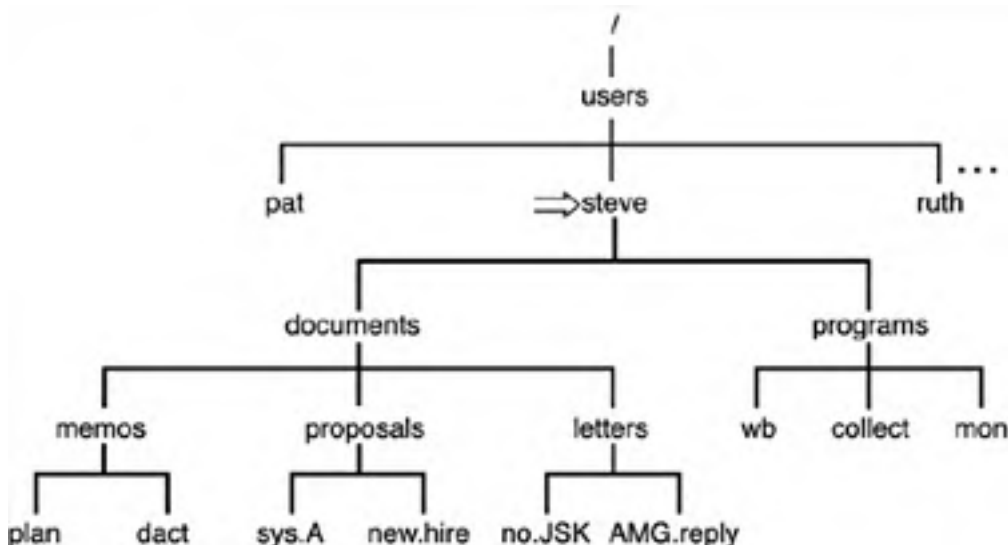 /
users
pat steve ruth ...
documents programs
memos proposals letters wb collect mon
plan dact sys.A new.hire no.JSK AMG.reply